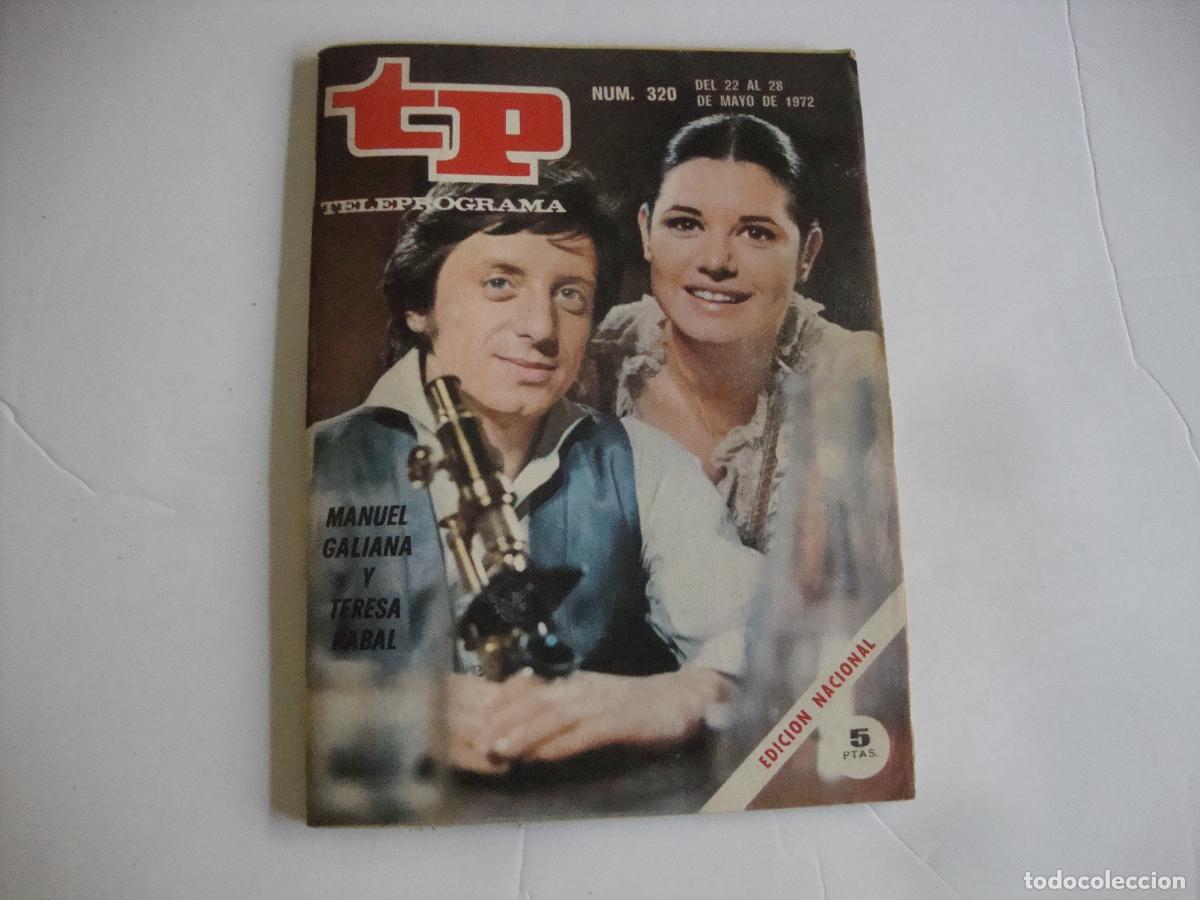 tp
TELEPROGRAMA
NUM. 320
DEL 22 AL 28
DE MAYO DE 1972
MANUEL
GALIANA
Y
TERESA
RABAL
EDICION NACIONAL
5
PTAS.
todocoleccion